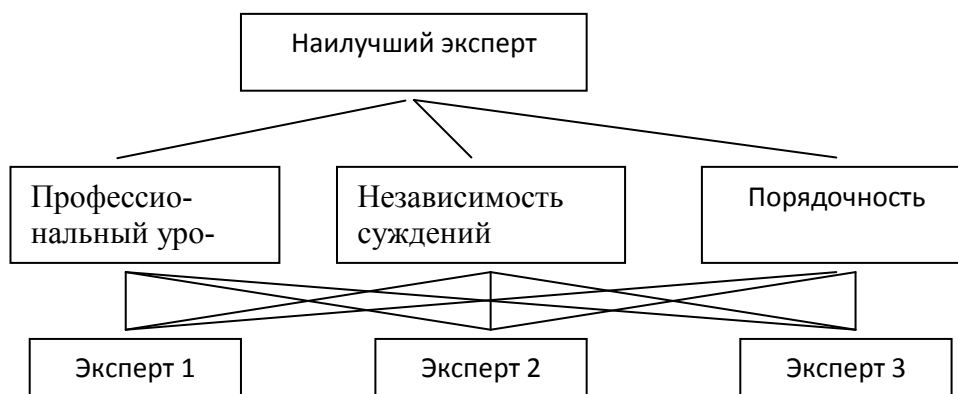 Наилучший эксперт
Профессио-
нальный уро-
Независимость
суждений
Порядочность
Эксперт 1
Эксперт 2
Эксперт 3